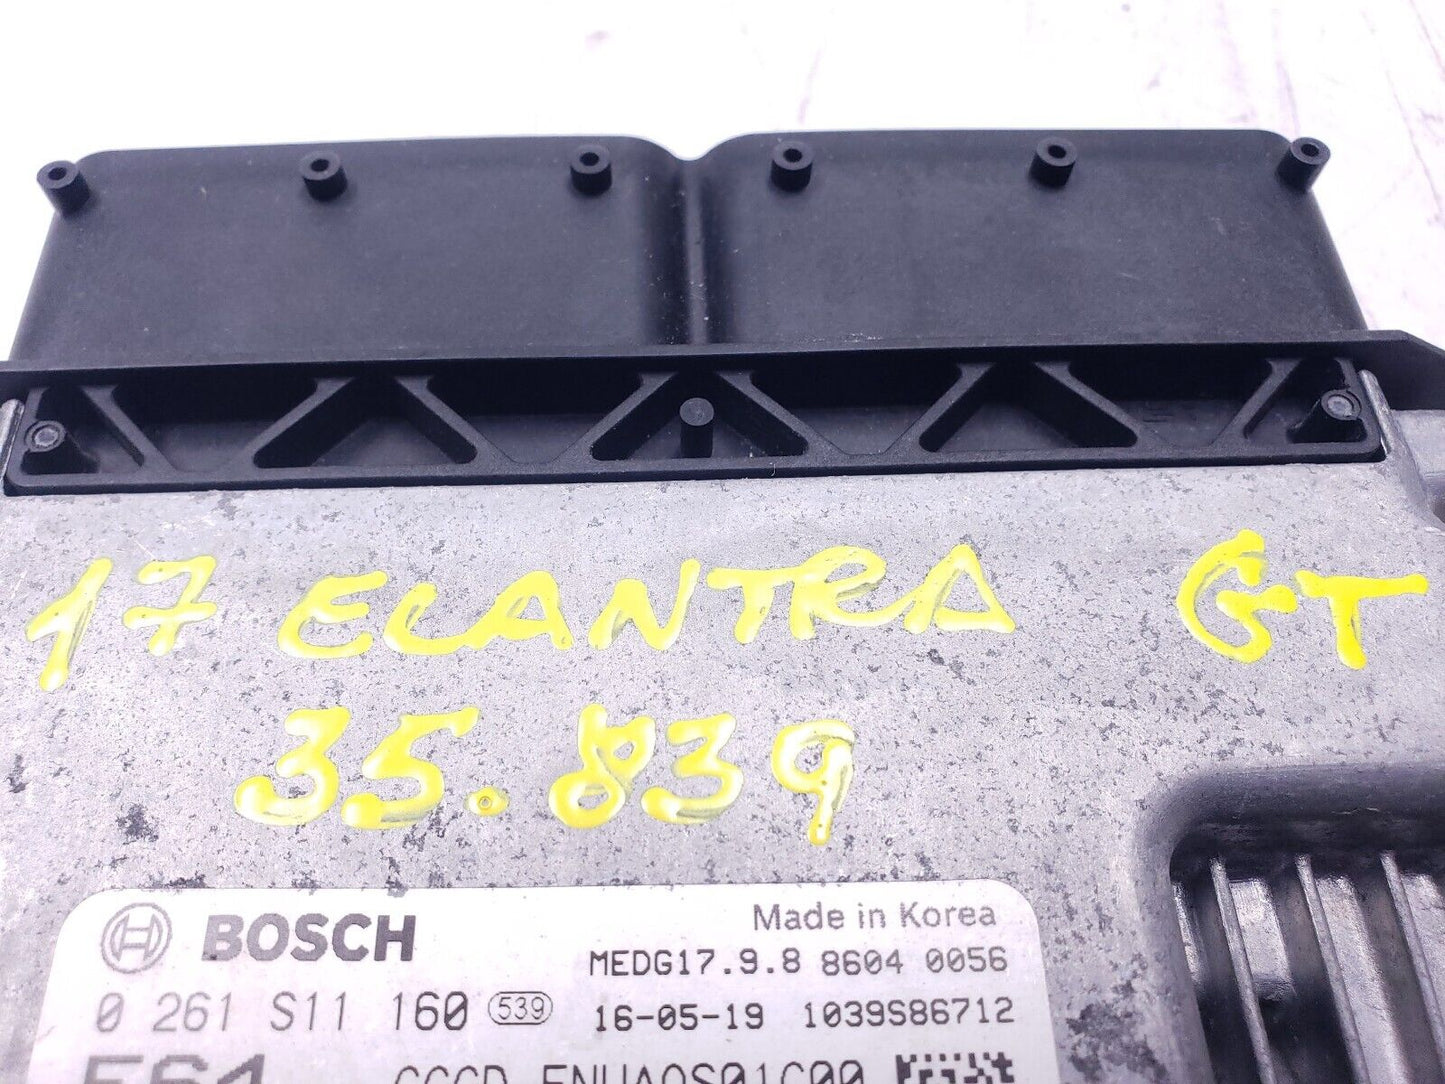 17 ELANTRA GT
35.839
BOSCH Made in Korea
MEDG17.9.8 8604 0056
0 261 S11 160 539 16-05-19 1039S86712